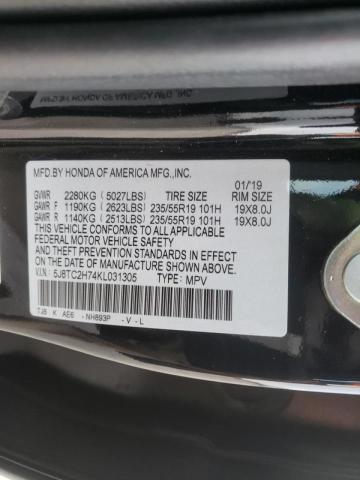 MFD.BY HONDA OF AMERICA MFG.,INC.
01/'19
GVWR 2280KG (5027LBS) TIRE SIZE RIM SIZE
GAWR F 1190KG (2623LBS) 235/55R19 101H 19X8.0J
GAWR R 1140KG (2513LBS) 235/55R19 101H 19X8.0J
THIS VEHICLE CONFORMS TO ALL APPLICABLE
FEDERAL MOTOR VEHICLE SAFETY
AND THEFT PREVENTION STANDARDS IN EFFECT
ON THE DATE OF MANUFACTURE SHOWN ABOVE.
V.I.N: 5J8TC2H74KL031305 TYPE: MPV
TJB K AE6 - NH893P - V - L